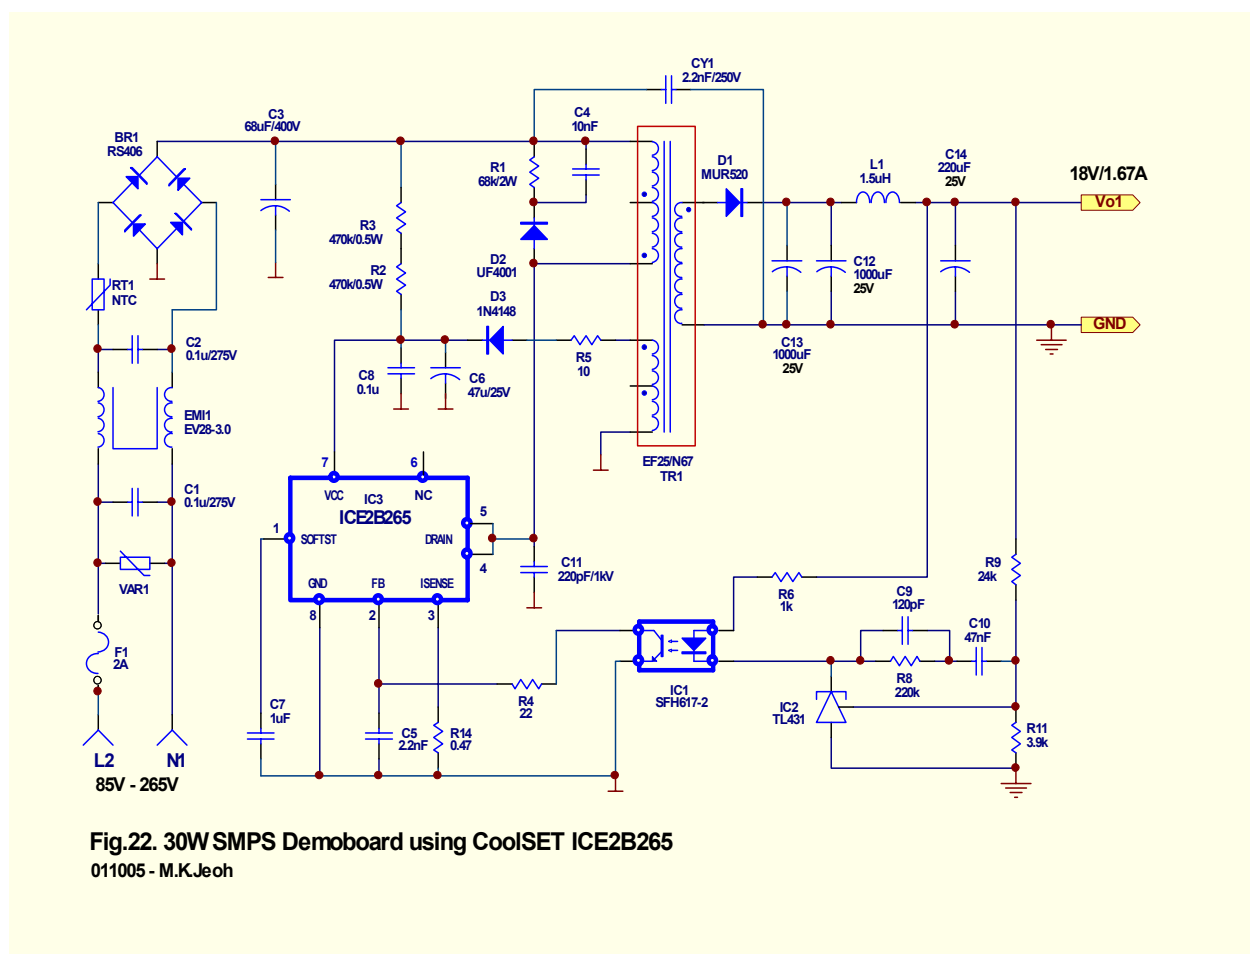 CY1
2.2nF/250V
C3
68uF/400V
C4
10nF
BR1
RS406
R1
68k/2W
D1
MUR520
L1
1.5uH
C14
220uF
25V
18V/1.67A
Vo1
R3
470k/0.5W
R2
470k/0.5W
D2
UF4001
C12
1000uF
25V
RT1
NTC
D3
1N4148
GND
C2
0.1u/275V
R5
10
C13
1000uF
25V
C8
0.1u
C6
47u/25V
EMI1
EV28-3.0
EF25/N67
TR1
7
6
VCC
IC3
NC
ICE2B265
C1
0.1u/275V
5
1
SOFTST
DRAIN
4
C11
220pF/1kV
R9
24k
VAR1
GND
FB
ISENSE
8
2
3
R6
1k
C9
120pF
C10
47nF
F1
2A
IC1
SFH617-2
R8
220k
R4
22
IC2
TL431
C7
1uF
C5
2.2nF
R14
0.47
R11
3.9k
L2
N1
85V - 265V
Fig.22. 30W SMPS Demoboard using CoolSET ICE2B265
011005 - M.K.Jeoh